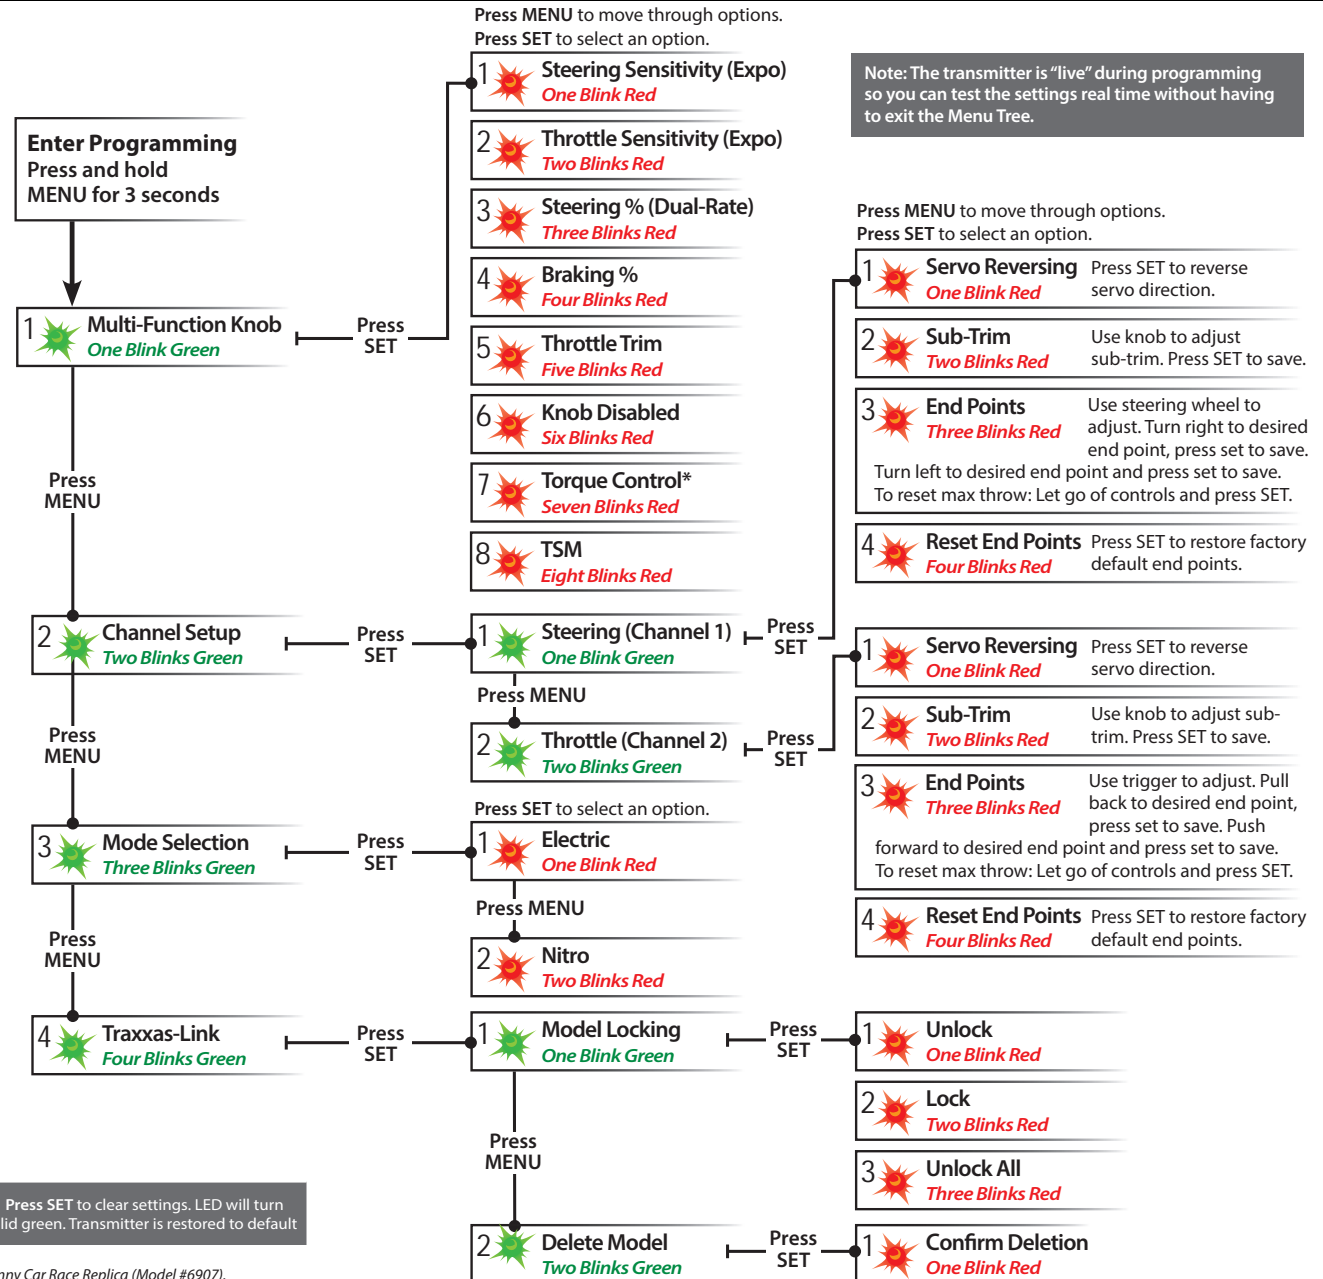 Press MENU to move through options.
Press SET to select an option.
Note: The transmitter is “live” during programming
so you can test the settings real time without having
to exit the Menu Tree.
Enter Programming
Press and hold
MENU for 3 seconds
1
Multi-Function Knob
One Blink Green
Press
SET
1
Steering Sensitivity (Expo)
One Blink Red
2
Throttle Sensitivity (Expo)
Two Blinks Red
3
Steering % (Dual-Rate)
Three Blinks Red
4
Braking %
Four Blinks Red
5
Throttle Trim
Five Blinks Red
6
Knob Disabled
Six Blinks Red
7
Torque Control*
Seven Blinks Red
8
TSM
Eight Blinks Red
Press
MENU
2
Channel Setup
Two Blinks Green
Press
SET
1
Steering (Channel 1)
One Blink Green
Press
SET
Press MENU
2
Throttle (Channel 2)
Two Blinks Green
Press
SET
Press MENU to move through options.
Press SET to select an option.
1
Servo Reversing
One Blink Red
Press SET to reverse
servo direction.
2
Sub-Trim
Two Blinks Red
Use knob to adjust
sub-trim. Press SET to save.
3
End Points
Three Blinks Red
Use steering wheel to
adjust. Turn right to desired
end point, press set to save.
Turn left to desired end point and press set to save.
To reset max throw: Let go of controls and press SET.
4
Reset End Points
Four Blinks Red
Press SET to restore factory
default end points.
1
Servo Reversing
One Blink Red
Press SET to reverse
servo direction.
2
Sub-Trim
Two Blinks Red
Use knob to adjust sub-
trim. Press SET to save.
3
End Points
Three Blinks Red
Use trigger to adjust. Pull
back to desired end point,
press set to save. Push
forward to desired end point and press set to save.
To reset max throw: Let go of controls and press SET.
4
Reset End Points
Four Blinks Red
Press SET to restore factory
default end points.
Press
MENU
3
Mode Selection
Three Blinks Green
Press
SET
Press SET to select an option.
1
Electric
One Blink Red
Press MENU
2
Nitro
Two Blinks Red
Press
MENU
4
Traxxas-Link
Four Blinks Green
Press
SET
1
Model Locking
One Blink Green
Press
SET
1
Unlock
One Blink Red
2
Lock
Two Blinks Red
3
Unlock All
Three Blinks Red
Press
MENU
2
Delete Model
Two Blinks Green
Press
SET
1
Confirm Deletion
One Blink Red
Press SET to clear settings. LED will turn
lid green. Transmitter is restored to default
nny Car Race Replica (Model #6907).